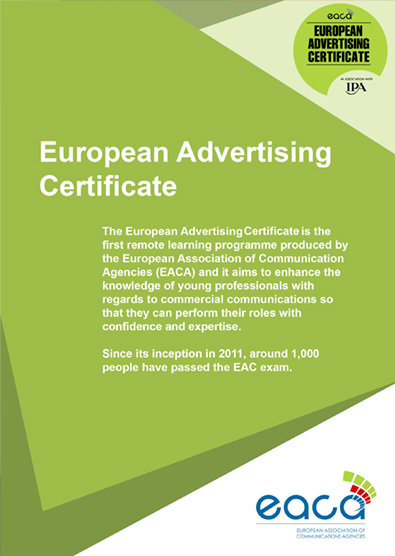 eaca
EUROPEAN
ADVERTISING
CERTIFICATE
IN ASSOCIATION WITH
IPA
European Advertising
Certificate
The European Advertising Certificate is the
first remote learning programme produced by
the European Association of Communication
Agencies (EACA) and it aims to enhance the
knowledge of young professionals with
regards to commercial communications so
that they can perform their roles with
confidence and expertise.
Since its inception in 2011, around 1,000
people have passed the EAC exam.
eaca
EUROPEAN ASSOCIATION OF
COMMUNICATIONS AGENCIES